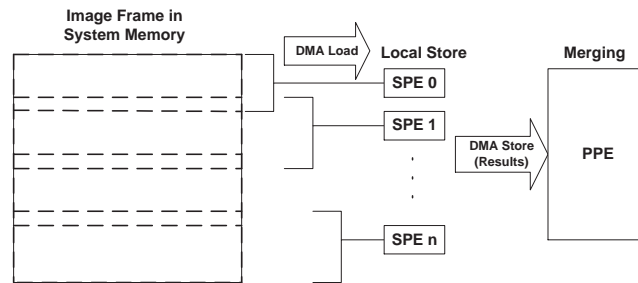 Image Frame in
System Memory
DMA Load
Local Store
Merging
SPE 0
SPE 1
SPE n
DMA Store
(Results)
PPE